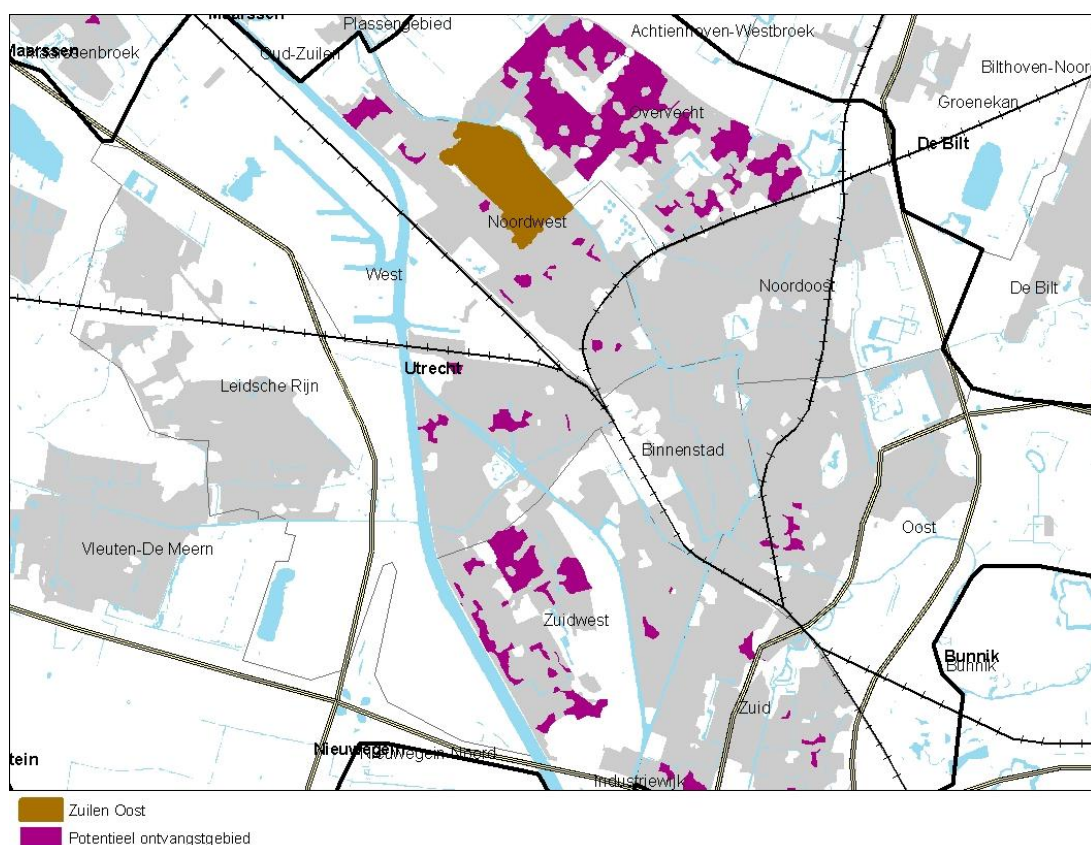 Maarssen
Plassengebied
Achtienhoven-Westbroek
Maarssen
Maarssenbroek
Oud-Zuilen
Bilthoven-Noord
Groenekan
Overvecht
De Bilt
Noordwest
West
Noordoost
De Bilt
Utrecht
Leidsche Rijn
Binnenstad
Oost
Vleuten-De Meern
Zuidwest
Bunnik
Bunnik
Zuid
Nieuwegein
Nieuwegein-Noord
tein
Industriewijk
Zuilen Oost
Potentieel ontvangstgebied